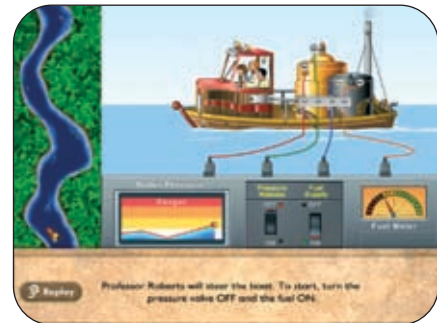 Danger
Pressure
Release
Fuel
Supply
OFF
OFF
ON
ON
Fuel Meter
Replay
Professor Roberts will steer the boat. To start, turn the
pressure valve OFF and the fuel ON.